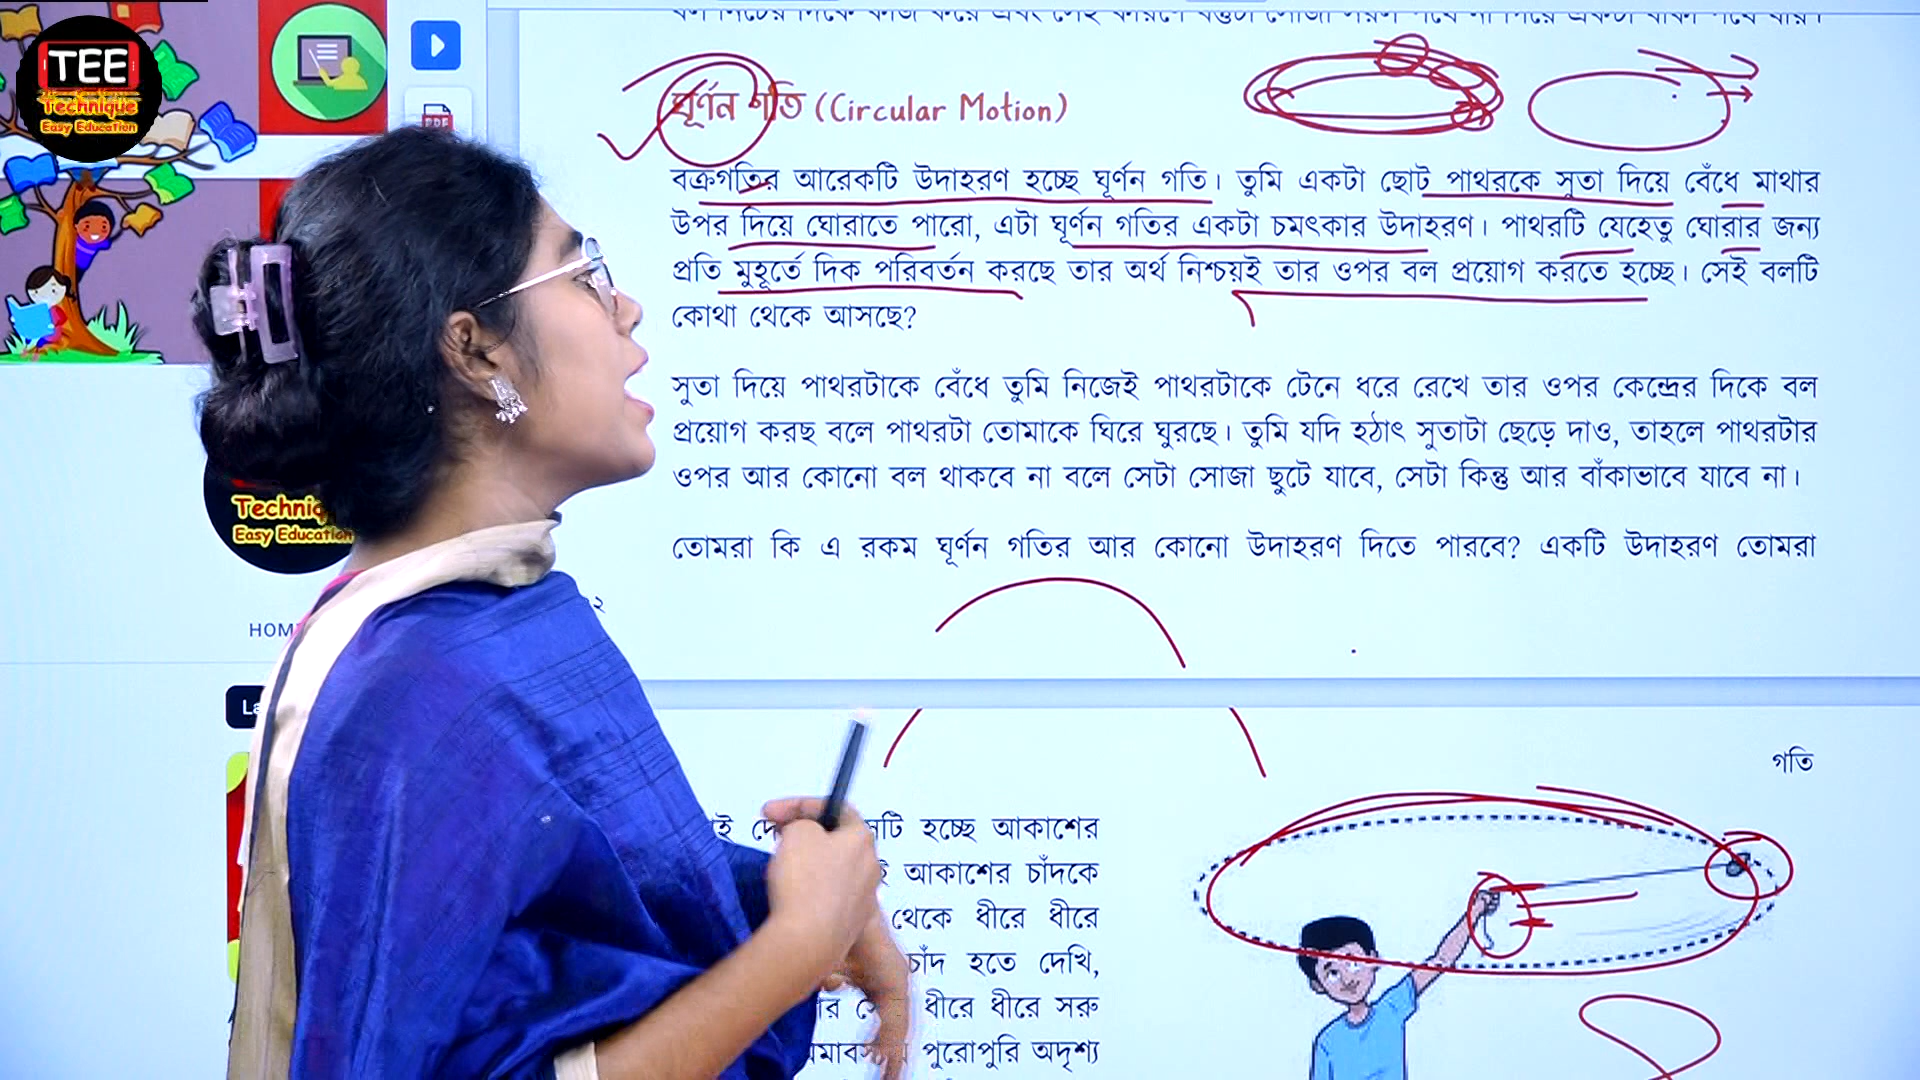 TEE
Technique
Easy Education
PDF
ঘূর্ণন গতি (Circular Motion)
বক্রগতির আরেকটি উদাহরণ হচ্ছে ঘূর্ণন গতি। তুমি একটা ছোট পাথরকে সুতা দিয়ে বেঁধে মাথার
উপর দিয়ে ঘোরাতে পারো, এটা ঘূর্ণন গতির একটা চমৎকার উদাহরণ। পাথরটি যেহেতু ঘোরার জন্য
প্রতি মুহূর্তে দিক পরিবর্তন করছে তার অর্থ নিশ্চয়ই তার ওপর বল প্রয়োগ করতে হচ্ছে। সেই বলটি
কোথা থেকে আসছে?
সুতা দিয়ে পাথরটাকে বেঁধে তুমি নিজেই পাথরটাকে টেনে ধরে রেখে তার ওপর কেন্দ্রের দিকে বল
প্রয়োগ করছ বলে পাথরটা তোমাকে ঘিরে ঘুরছে। তুমি যদি হঠাৎ সুতাটা ছেড়ে দাও, তাহলে পাথরটার
ওপর আর কোনো বল থাকবে না বলে সেটা সোজা ছুটে যাবে, সেটা কিন্তু আর বাঁকাভাবে যাবে না।
Easy Education
তোমরা কি এ রকম ঘূর্ণন গতির আর কোনো উদাহরণ দিতে পারবে? একটি উদাহরণ তোমরা
গতি
হচ্ছে আকাশের
আকাশের চাঁদকে
থেকে ধীরে ধীরে
চাঁদ হতে দেখি,
ধীরে ধীরে সরু
পুরোপুরি অদৃশ্য